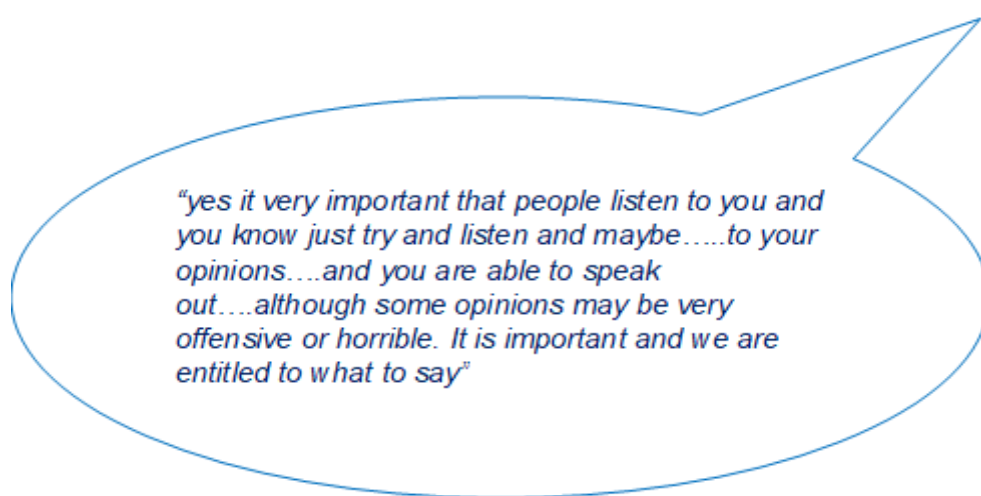 “yes it very important that people listen to you and
you know just try and listen and maybe…..to your
opinions….and you are able to speak
out….although some opinions may be very
offensive or horrible. It is important and we are
entitled to what to say”